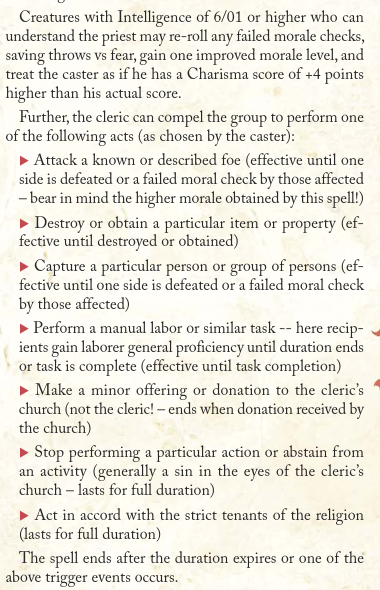 Creatures with Intelligence of 6/01 or higher who can
understand the priest may re-roll any failed morale checks,
saving throws vs fear, gain one improved morale level, and
treat the caster as if he has a Charisma score of +4 points
higher than his actual score.
Further, the cleric can compel the group to perform one
of the following acts (as chosen by the caster):
▶ Attack a known or described foe (effective until one
side is defeated or a failed moral check by those affected
– bear in mind the higher morale obtained by this spell!)
▶ Destroy or obtain a particular item or property (ef-
fective until destroyed or obtained)
▶ Capture a particular person or group of persons (ef-
fective until one side is defeated or a failed moral check
by those affected)
▶ Perform a manual labor or similar task -- here recip-
ients gain laborer general proficiency until duration ends
or task is complete (effective until task completion)
▶ Make a minor offering or donation to the cleric's
church (not the cleric! – ends when donation received by
the church)
▶ Stop performing a particular action or abstain from
an activity (generally a sin in the eyes of the cleric's
church – lasts for full duration)
▶ Act in accord with the strict tenants of the religion
(lasts for full duration)
The spell ends after the duration expires or one of the
above trigger events occurs.